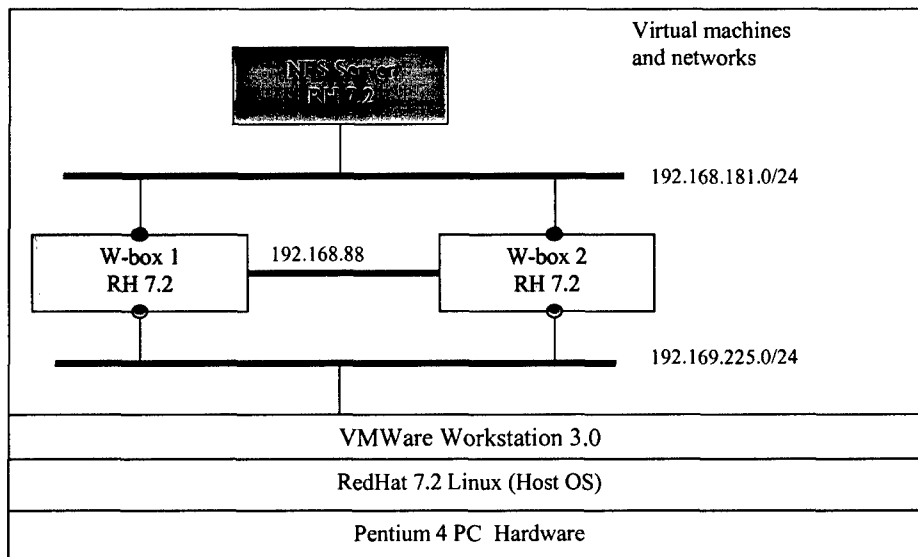 Virtual machines
and networks
NFS Server
RH 7.2
192.168.181.0/24
W-box 1
RH 7.2
192.168.88
W-box 2
RH 7.2
192.169.225.0/24
VMWare Workstation 3.0
RedHat 7.2 Linux (Host OS)
Pentium 4 PC Hardware